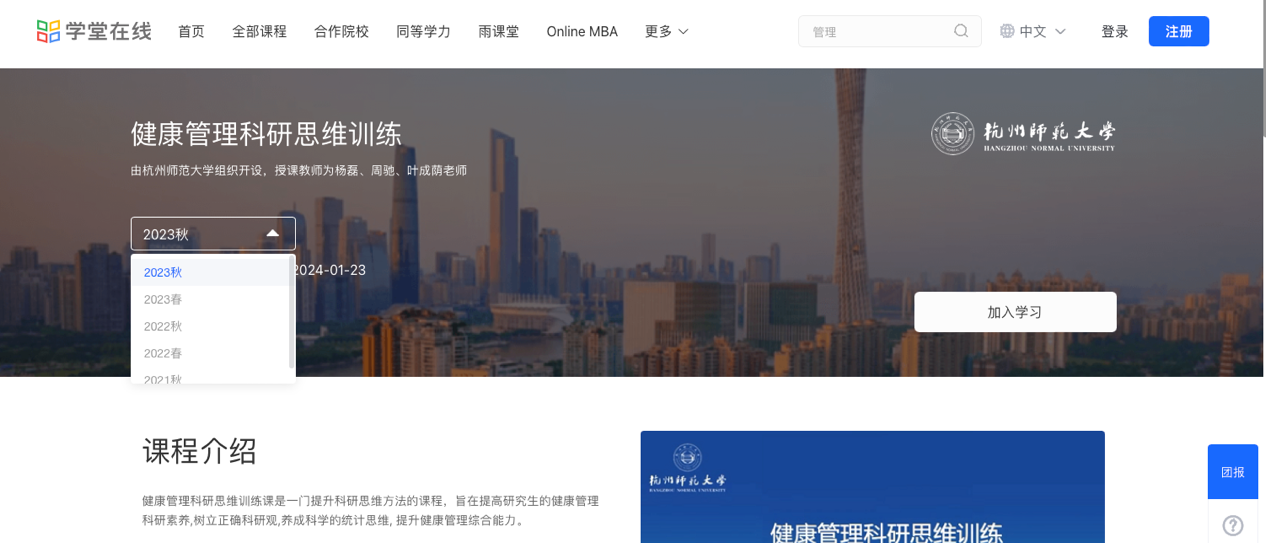 学堂在线 首页 全部课程 合作院校 同等学力 雨课堂 Online MBA 更多 管理 中文 登录 注册
健康管理科研思维训练
杭州师范大学
HANGZHOU NORMAL UNIVERSITY
由杭州师范大学组织开设，授课教师为杨磊、周驰、叶成荫老师
2023秋
2023秋
2024-01-23
2023春
加入学习
2022秋
2022春
2021秋
课程介绍
杭州师范大学
HANGZHOU NORMAL UNIVERSITY
团报
健康管理科研思维训练课是一门提升科研思维方法的课程，旨在提高研究生的健康管理
科研素养,树立正确科研观,养成科学的统计思维, 提升健康管理综合能力。
健康管理科研思维训练